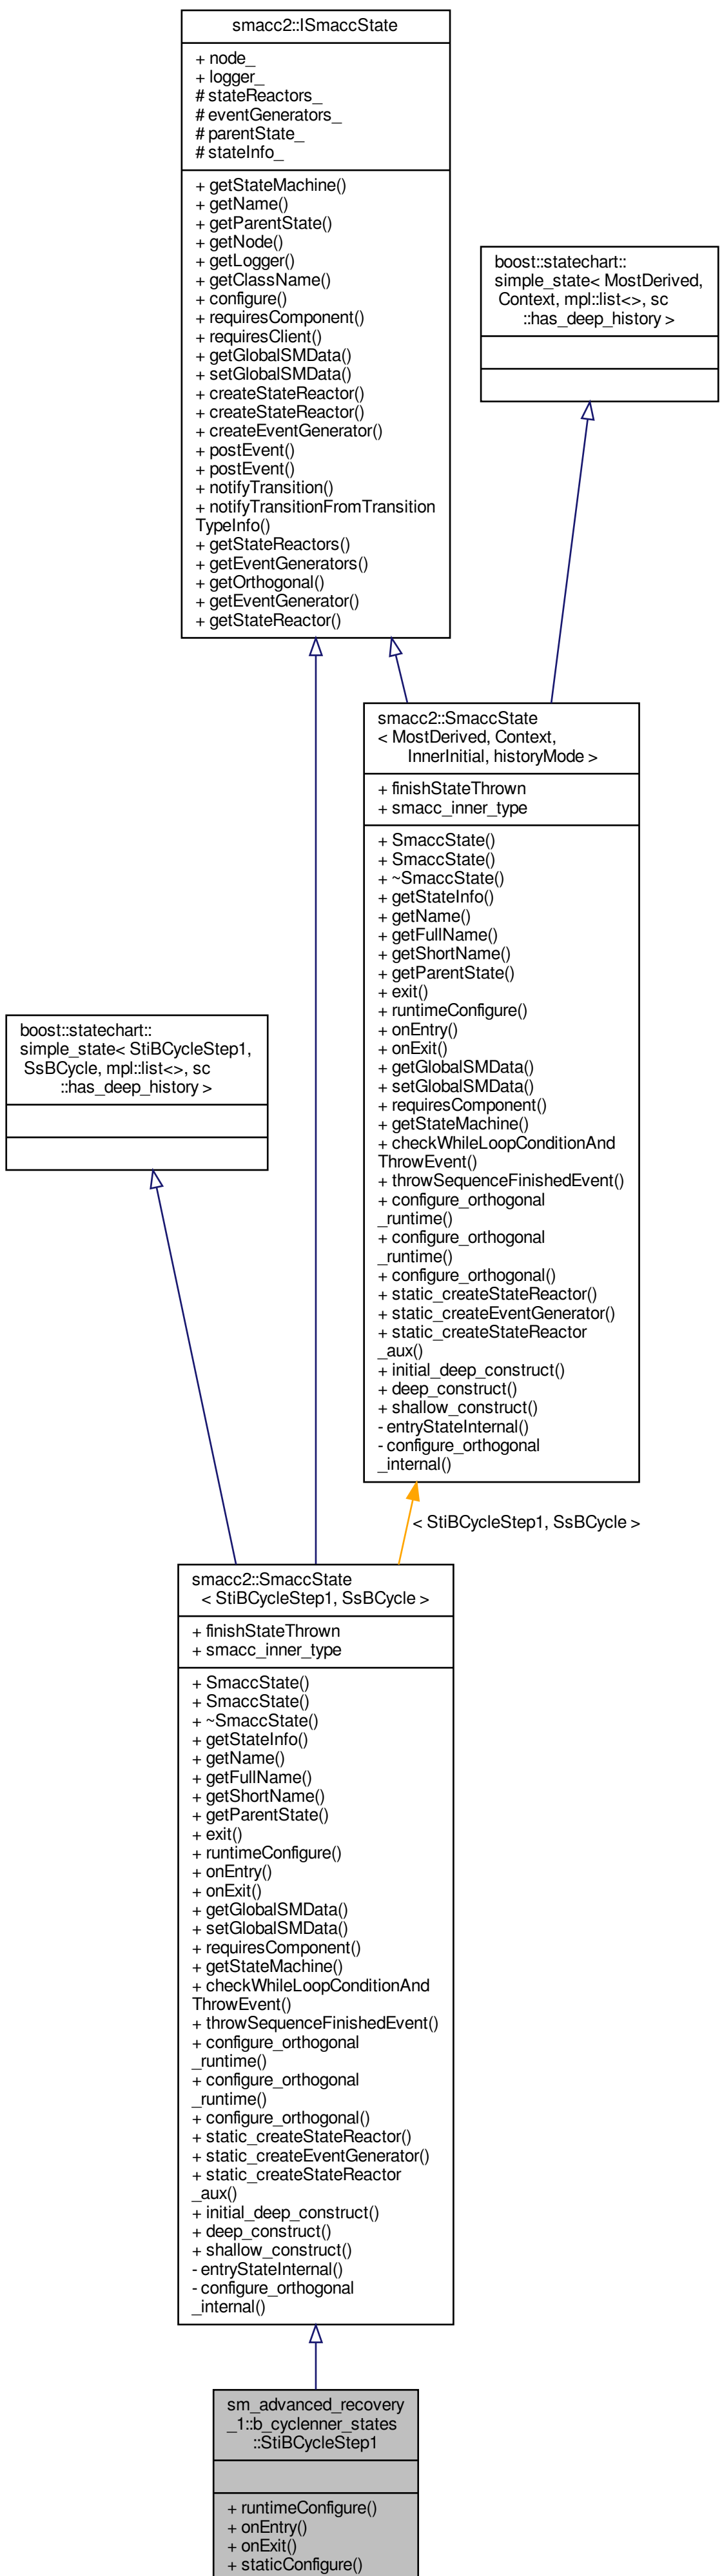 smacc2::ISmaccState
+ node_
+ logger_
# stateReactors_
# eventGenerators_
# parentState_
# stateInfo_
+ getStateMachine()
+ getName()
+ getParentState()
+ getNode()
+ getLogger()
+ getClassName()
+ configure()
+ requiresComponent()
+ requiresClient()
+ getGlobalSMData()
+ setGlobalSMData()
+ createStateReactor()
+ createStateReactor()
+ createEventGenerator()
+ postEvent()
+ postEvent()
+ notifyTransition()
+ notifyTransitionFromTransition
TypeInfo()
+ getStateReactors()
+ getEventGenerators()
+ getOrthogonal()
+ getEventGenerator()
+ getStateReactor()
boost::statechart::
simple_state< MostDerived,
Context, mpl::list<>, sc
::has_deep_history >
smacc2::SmaccState
< MostDerived, Context,
InnerInitial, historyMode >
+ finishStateThrown
+ smacc_inner_type
+ SmaccState()
+ SmaccState()
+ ~SmaccState()
+ getStateInfo()
+ getName()
+ getFullName()
+ getShortName()
+ getParentState()
+ exit()
+ runtimeConfigure()
+ onEntry()
+ onExit()
+ getGlobalSMData()
+ setGlobalSMData()
+ requiresComponent()
+ getStateMachine()
+ checkWhileLoopConditionAnd
ThrowEvent()
+ throwSequenceFinishedEvent()
+ configure_orthogonal
_runtime()
+ configure_orthogonal
_runtime()
+ configure_orthogonal()
+ static_createStateReactor()
+ static_createEventGenerator()
+ static_createStateReactor
_aux()
+ initial_deep_construct()
+ deep_construct()
+ shallow_construct()
- entryStateInternal()
- configure_orthogonal
_internal()
boost::statechart::
simple_state< StiBCycleStep1,
SsBCycle, mpl::list<>, sc
::has_deep_history >
< StiBCycleStep1, SsBCycle >
smacc2::SmaccState
< StiBCycleStep1, SsBCycle >
+ finishStateThrown
+ smacc_inner_type
+ SmaccState()
+ SmaccState()
+ ~SmaccState()
+ getStateInfo()
+ getName()
+ getFullName()
+ getShortName()
+ getParentState()
+ exit()
+ runtimeConfigure()
+ onEntry()
+ onExit()
+ getGlobalSMData()
+ setGlobalSMData()
+ requiresComponent()
+ getStateMachine()
+ checkWhileLoopConditionAnd
ThrowEvent()
+ throwSequenceFinishedEvent()
+ configure_orthogonal
_runtime()
+ configure_orthogonal
_runtime()
+ configure_orthogonal()
+ static_createStateReactor()
+ static_createEventGenerator()
+ static_createStateReactor
_aux()
+ initial_deep_construct()
+ deep_construct()
+ shallow_construct()
- entryStateInternal()
- configure_orthogonal
_internal()
sm_advanced_recovery
_1::b_cyclenner_states
::StiBCycleStep1
+ runtimeConfigure()
+ onEntry()
+ onExit()
+ staticConfigure()